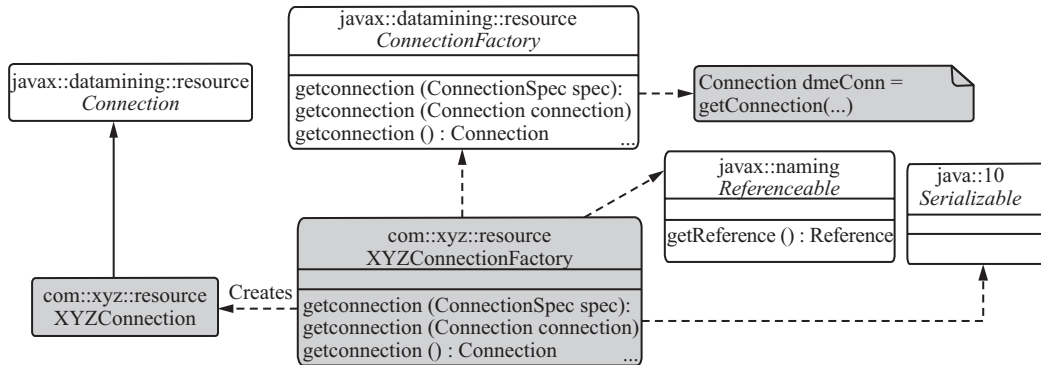 javax::datamining::resource
ConnectionFactory
getconnection (ConnectionSpec spec):
getconnection (Connection connection)
getconnection () : Connection
...
javax::datamining::resource
Connection
Connection dmeConn =
getConnection(...)
javax::naming
Referenceable
getReference () : Reference
java::10
Serializable
com::xyz::resource
XYZConnectionFactory
getconnection (ConnectionSpec spec):
getconnection (Connection connection)
getconnection () : Connection
...
Creates
com::xyz::resource
XYZConnection